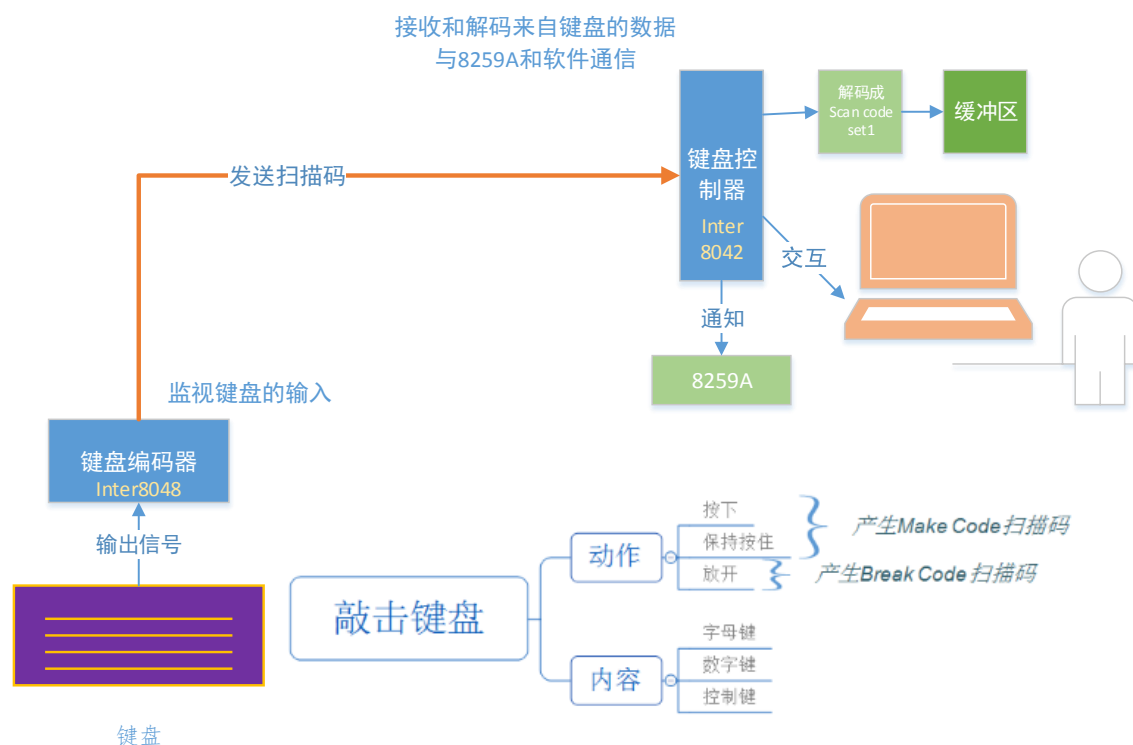 接收和解码来自键盘的数据
与8259A和软件通信
解码成
Scan code
set1
缓冲区
键盘控
制器
Inter
8042
发送扫描码
交互
通知
8259A
监视键盘的输入
键盘编码器
Inter8048
输出信号
键盘
敲击键盘
动作
按下
保持按住
放开
产生Make Code扫描码
产生Break Code扫描码
内容
字母键
数字键
控制键